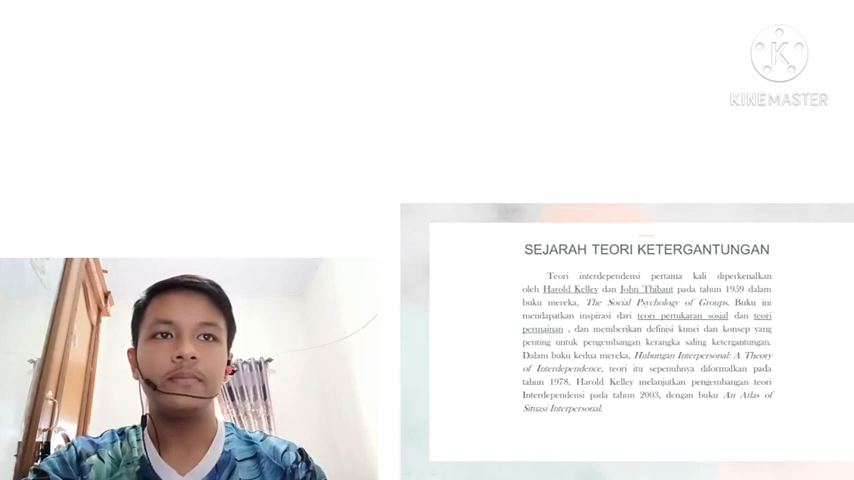 KINEMASTER
SEJARAH TEORI KETERGANTUNGAN
Teori interdependensi pertama kali diperkenalkan
oleh Harold Kelley dan John Thibaut pada tahun 1959 dalam
buku mereka, The Social Psychology of Groups. Buku ini
mendapatkan inspirasi dari teori pertukaran sosial dan teori
permainan , dan memberikan definisi kunci dan konsep yang
penting untuk pengembangan kerangka saling ketergantungan.
Dalam buku kedua mereka, Hubungan Interpersonal: A Theory
of Interdependence, teori itu sepenuhnya diformalkan pada
tahun 1978. Harold Kelley melanjutkan pengembangan teori
Interdependensi pada tahun 2003, dengan buku An Atlas of
Situasi Interpersonal.